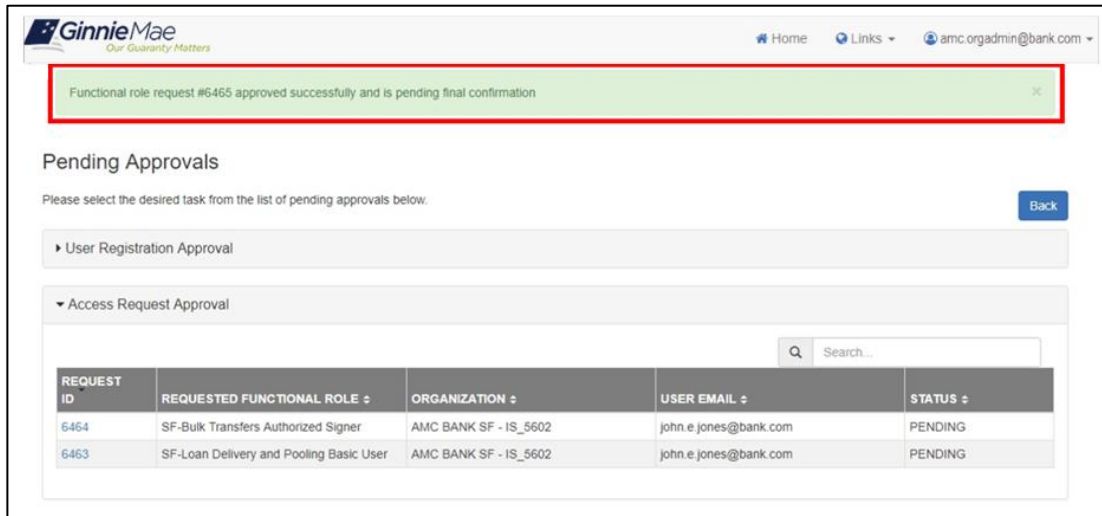 GinnieMae
Our Guaranty Matters
Home Links amc.orgadmin@bank.com
Functional role request #6465 approved successfully and is pending final confirmation ×
Pending Approvals
Please select the desired task from the list of pending approvals below.
Back
User Registration Approval
Access Request Approval
Search...
REQUEST ID REQUESTED FUNCTIONAL ROLE ORGANIZATION USER EMAIL STATUS
6464 SF-Bulk Transfers Authorized Signer AMC BANK SF - IS_5602 john.e.jones@bank.com PENDING
6463 SF-Loan Delivery and Pooling Basic User AMC BANK SF - IS_5602 john.e.jones@bank.com PENDING